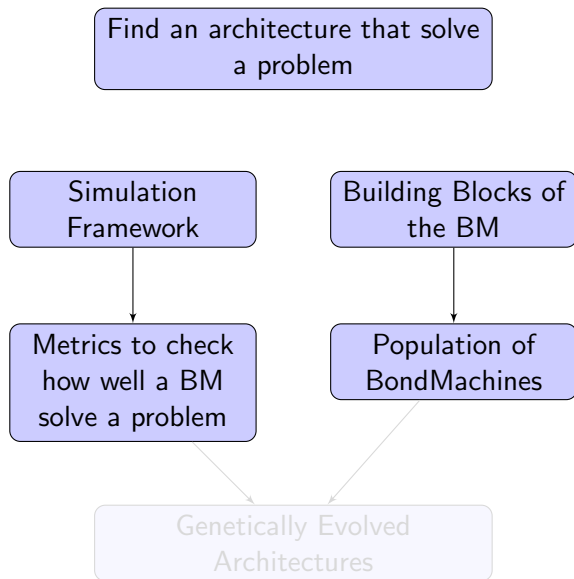 Find an architecture that solve
a problem
Simulation
Framework
Building Blocks of
the BM
Metrics to check
how well a BM
solve a problem
Population of
BondMachines
Genetically Evolved
Architectures